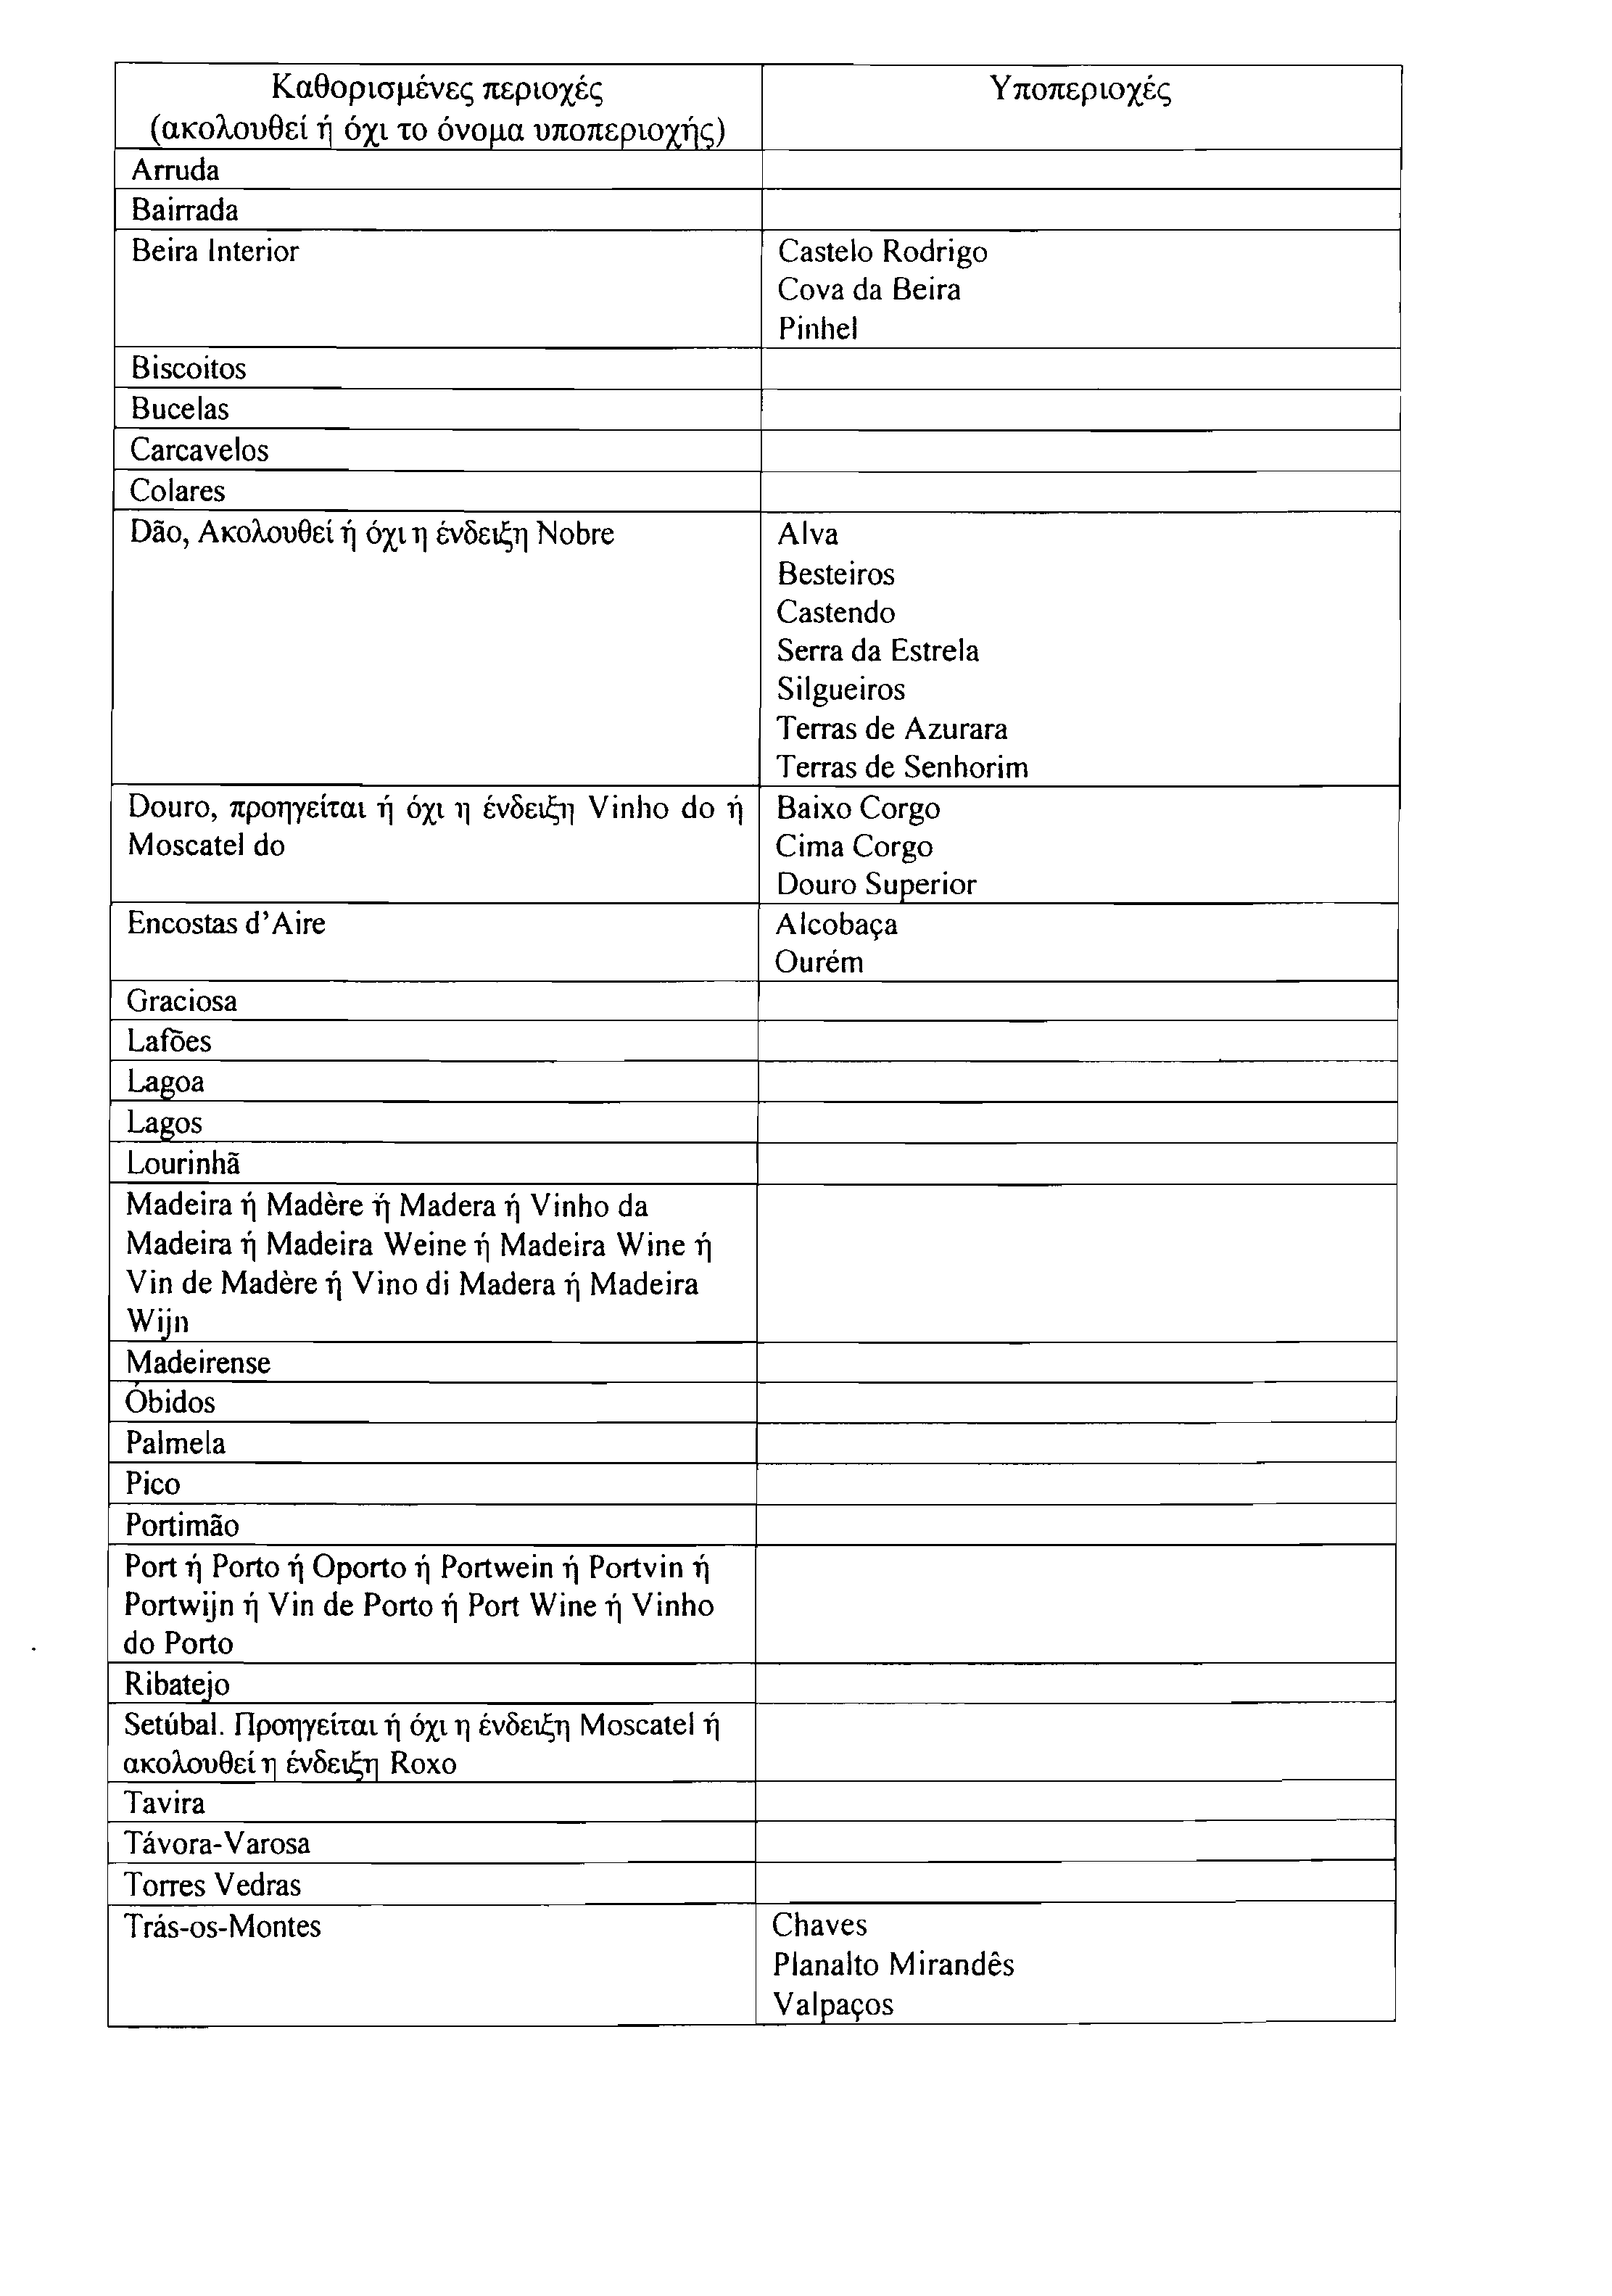 Καθορισμένες περιοχές
(ακολουθεί ή όχι το όνομα υποπεριοχής)
Υποπεριοχές
Arruda
Bairrada
Beira Interior
Castelo Rodrigo
Cova da Beira
Pinhel
Biscoitos
Bucelas
Carcavelos
Colares
Dão, Ακολουθεί ή όχι η ένδειξη Nobre
Alva
Besteiros
Castendo
Serra da Estrela
Silgueiros
Terras de Azurara
Terras de Senhorim
Douro, προηγείται ή όχι η ένδειξη Vinho do ή
Moscatel do
Baixo Corgo
Cima Corgo
Douro Superior
Encostas d’Aire
Alcobaça
Ourém
Graciosa
Lafões
Lagoa
Lagos
Lourinhã
Madeira ή Madère ή Madera ή Vinho da
Madeira ή Madeira Weine ή Madeira Wine ή
Vin de Madère ή Vino di Madera ή Madeira
Wijn
Madeirense
Óbidos
Palmela
Pico
Portimão
Port ή Porto ή Oporto ή Portwein ή Portvin ή
Portwijn ή Vin de Porto ή Port Wine ή Vinho
do Porto
Ribatejo
Setúbal. Προηγείται ή όχι η ένδειξη Moscatel ή
ακολουθεί η ένδειξη Roxo
Tavira
Távora-Varosa
Torres Vedras
Trás-os-Montes
Chaves
Planalto Mirandês
Valpaços